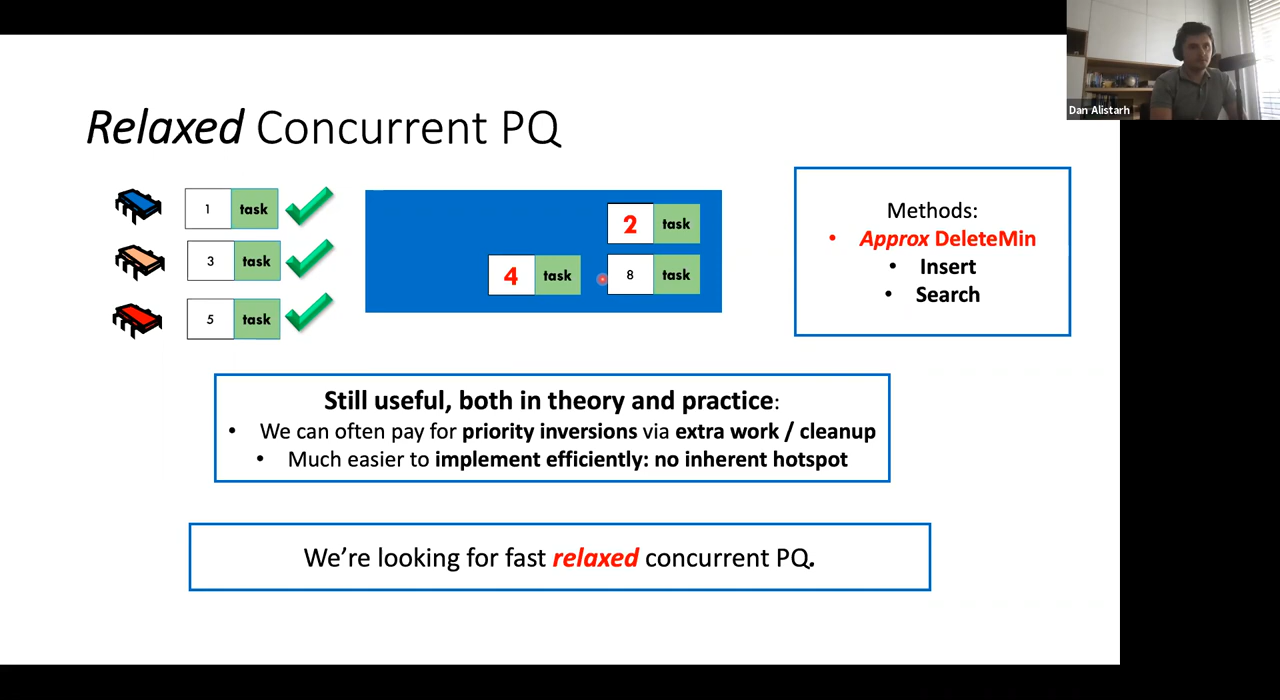 Dan Alistarh
Relaxed Concurrent PQ
1 task
3 task
5 task
2 task
4 task
8 task
Methods:
• Approx DeleteMin
• Insert
• Search
Still useful, both in theory and practice:
• We can often pay for priority inversions via extra work / cleanup
• Much easier to implement efficiently: no inherent hotspot
We’re looking for fast relaxed concurrent PQ.